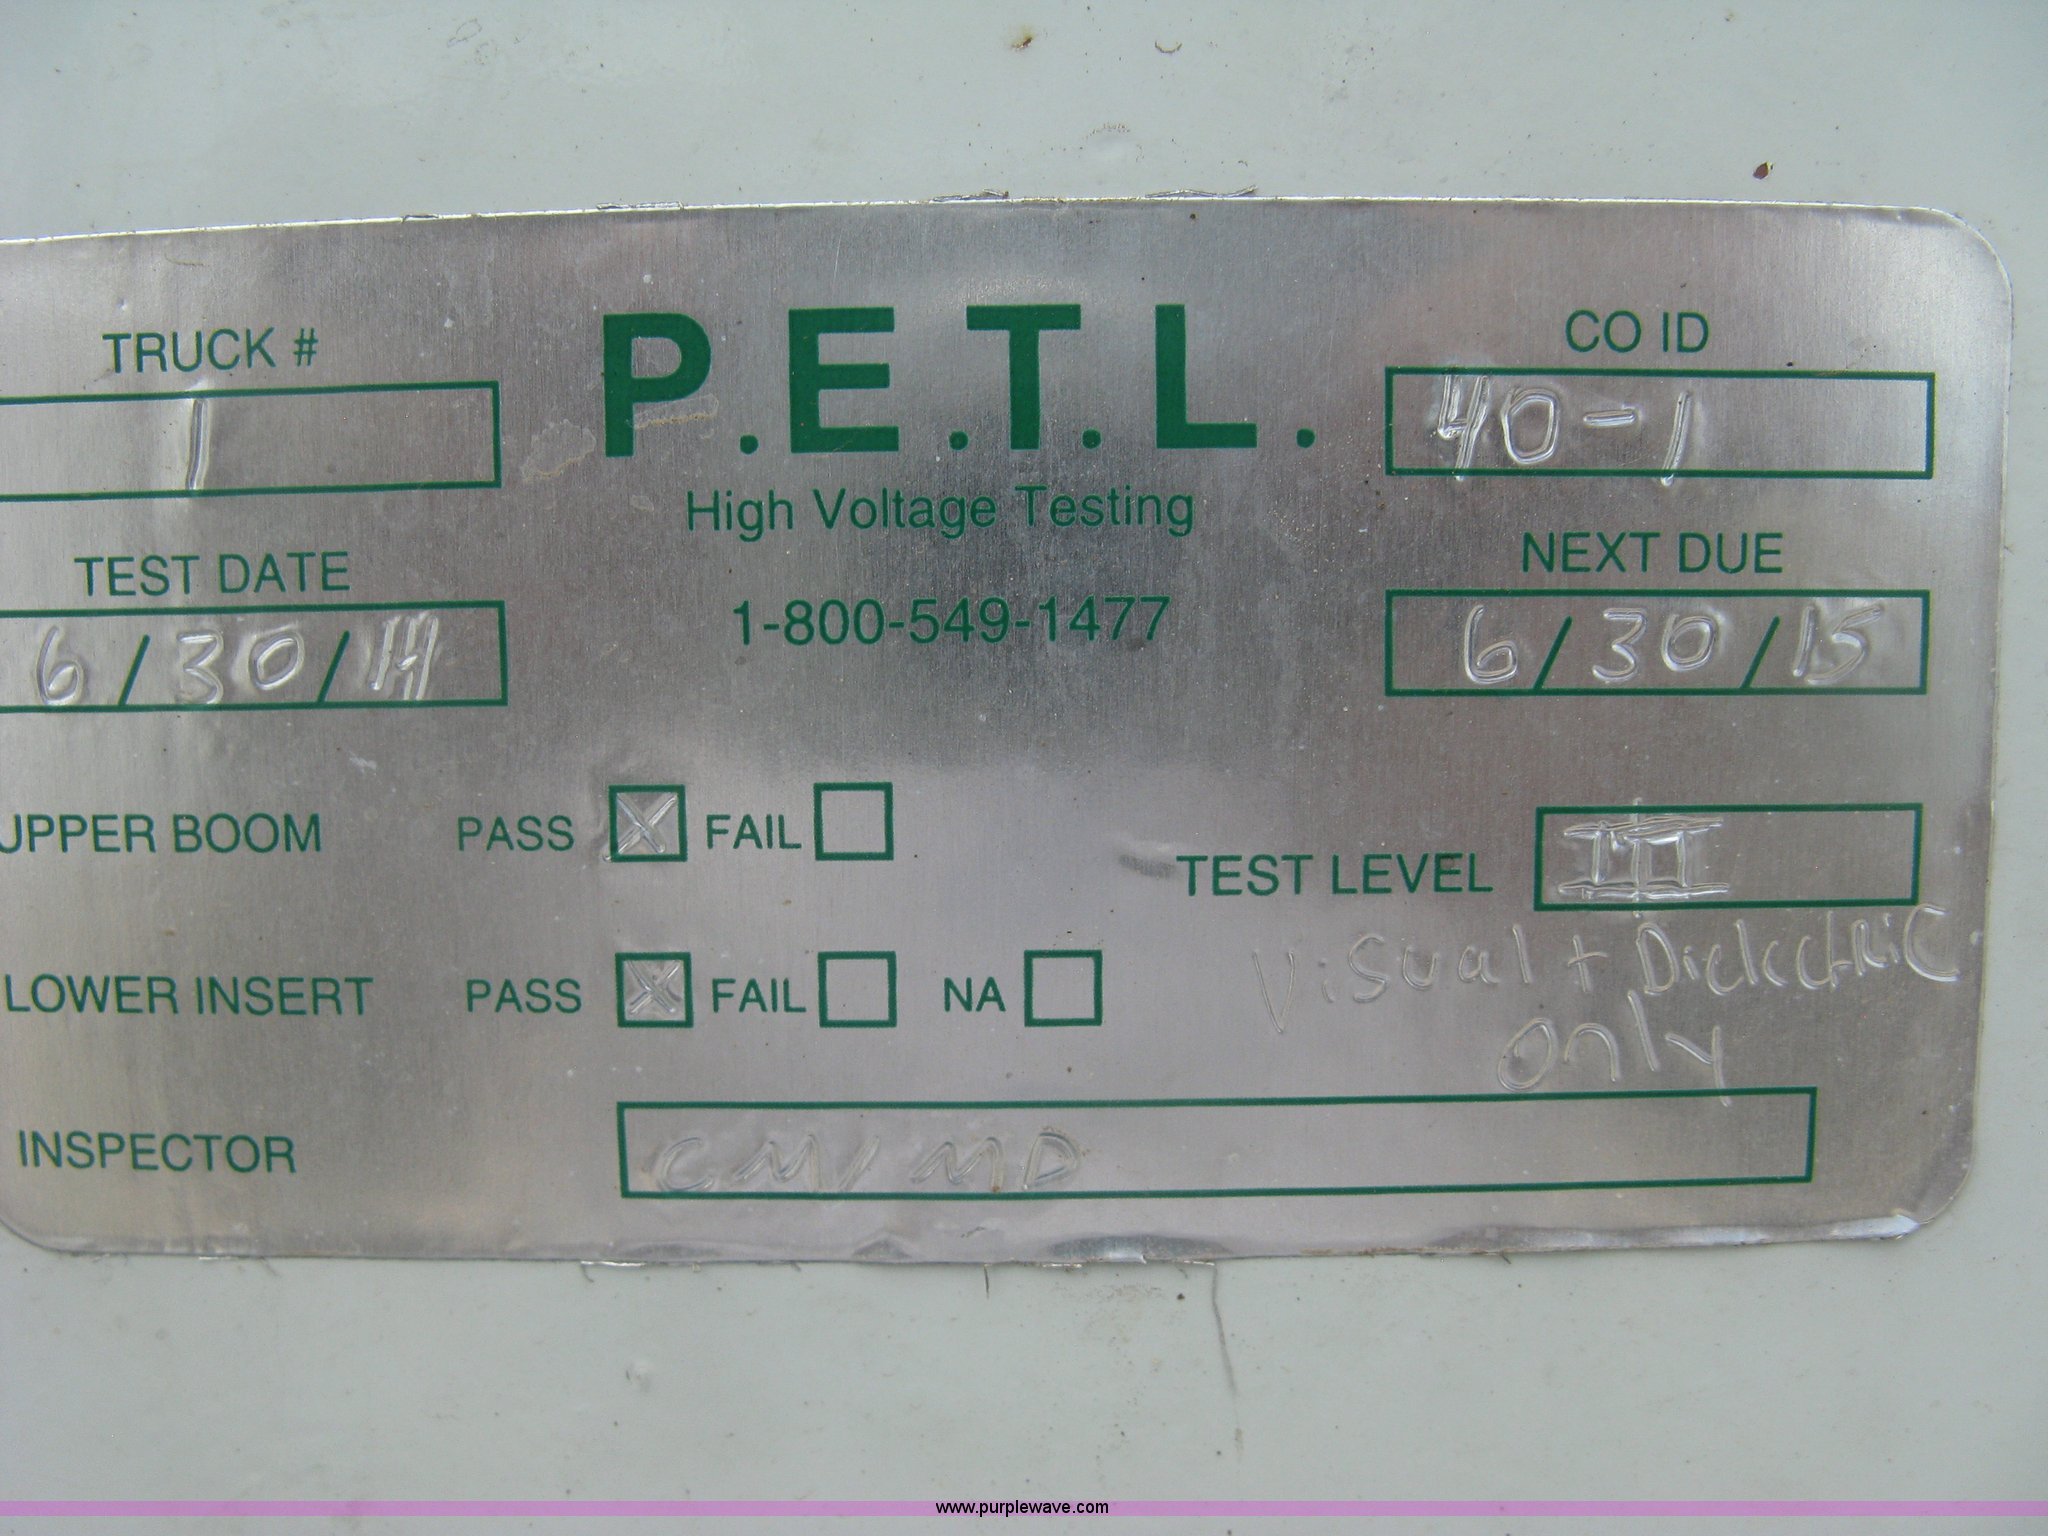 TRUCK #
1
P.E.T.L.
High Voltage Testing
1-800-549-1477
CO ID
40-1
TEST DATE
6/30/14
NEXT DUE
6/30/15
UPPER BOOM PASS X FAIL
TEST LEVEL III
LOWER INSERT PASS X FAIL NA
Visual + Dielectric
only
INSPECTOR CM/MD
www.purplewave.com